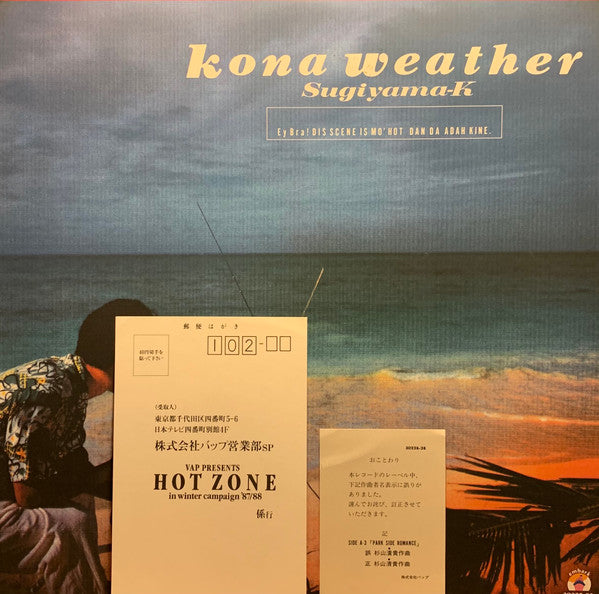 kona weather
Sugiyama-K
Ey Bra! DIS SCENE IS MO' HOT DAN DA ADAH KINE.
郵便はがき
102-
切手を
貼って下さい
(受取人)
東京都千代田区四番町5-6
日本テレビ四番町別館4F
株式会社バップ営業部SP
VAP PRESENTS
HOT ZONE
in winter campaign '87/88
係行
おことわり
本レコードのレーベル中、
下記作曲者名表示に誤りが
ありました。
謹んでお詫び、訂正させて
いただきます。
記
SIDE A-3「PARK SIDE ROMANCE」
誤 杉山清貴作曲
正 杉山清貴作曲
株式会社バップ
embark